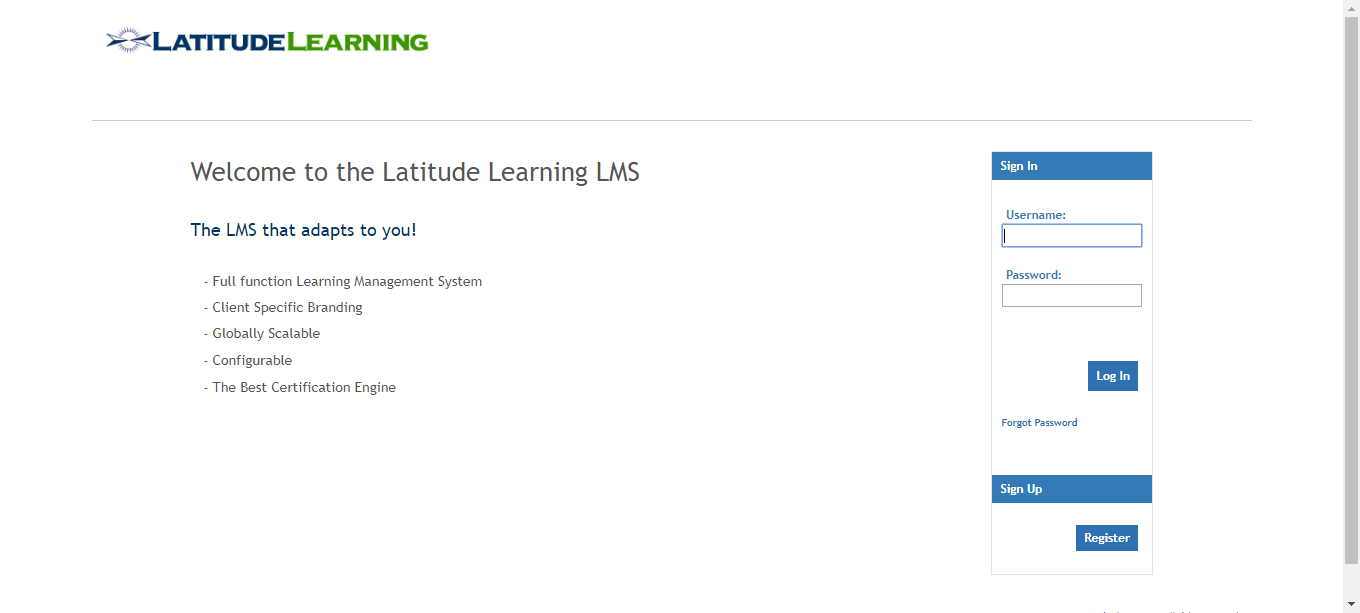 LATITUDELEARNING
Welcome to the Latitude Learning LMS
The LMS that adapts to you!
- Full function Learning Management System
- Client Specific Branding
- Globally Scalable
- Configurable
- The Best Certification Engine
Sign In
Username:
Password:
Log In
Forgot Password
Sign Up
Register